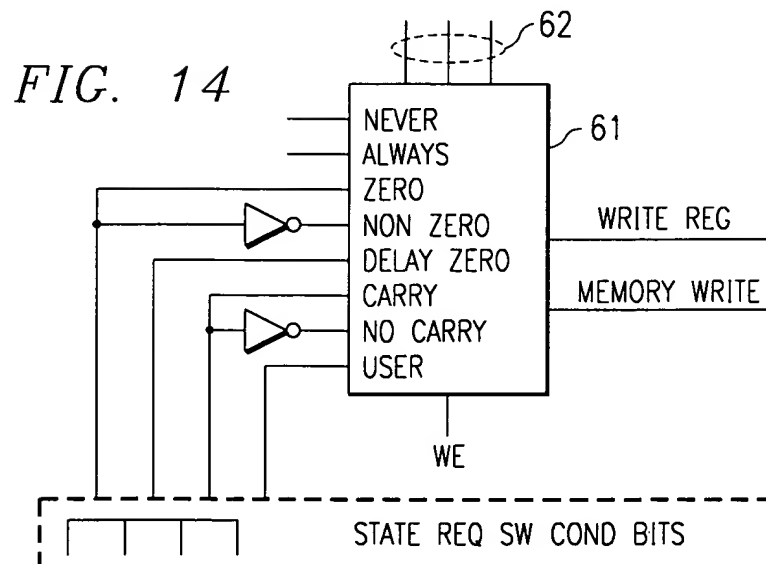 62
FIG. 14
61
NEVER
ALWAYS
ZERO
NON ZERO
DELAY ZERO
CARRY
NO CARRY
USER
WRITE REG
MEMORY WRITE
WE
STATE REQ SW COND BITS